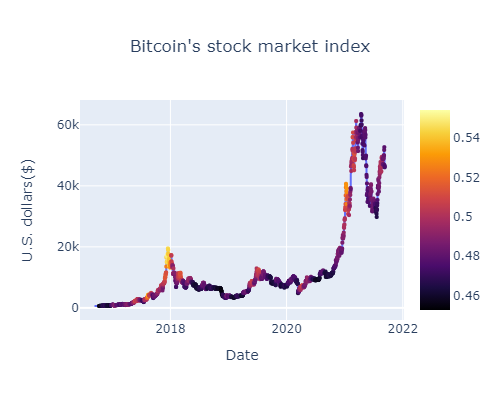 Bitcoin's stock market index
U.S. dollars($)
60k
40k
20k
0
2018
2020
2022
Date
0.54
0.52
0.5
0.48
0.46